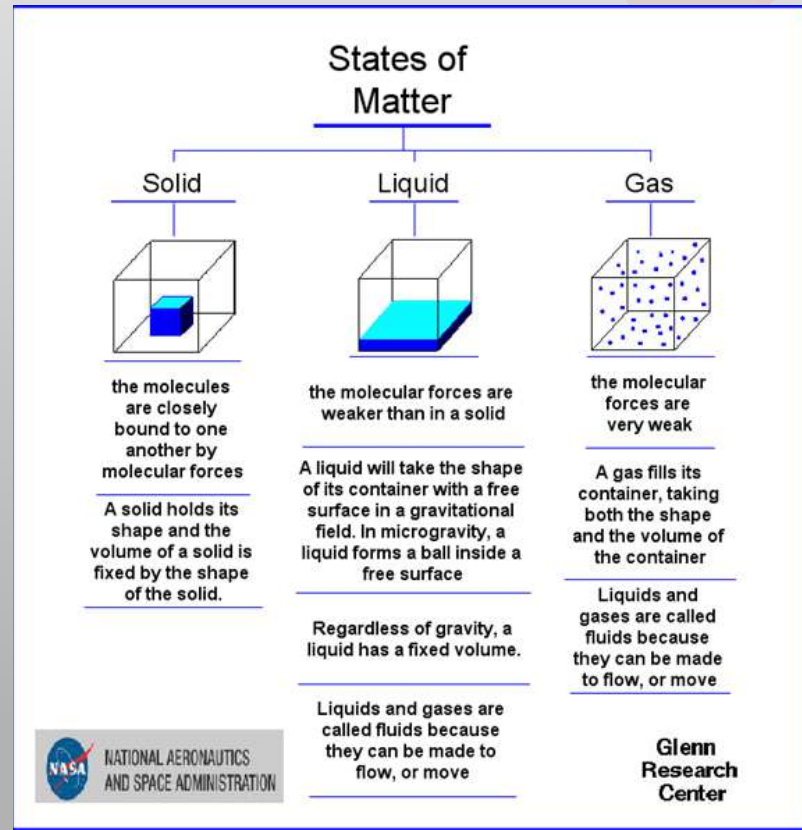 States of
Matter
Solid
Liquid
Gas
the molecules
are closely
bound to one
another by
molecular forces
A solid holds its
shape and the
volume of a solid is
fixed by the shape
of the solid.
the molecular forces are
weaker than in a solid
A liquid will take the shape
of its container with a free
surface in a gravitational
field. In microgravity, a
liquid forms a ball inside a
free surface
Regardless of gravity, a
liquid has a fixed volume.
Liquids and gases are
called fluids because
they can be made to
flow, or move
the molecular
forces are
very weak
A gas fills its
container, taking
both the shape
and the volume of
the container
Liquids and
gases are called
fluids because
they can be made
to flow, or move
NASA
NATIONAL AERONAUTICS
AND SPACE ADMINISTRATION
Glenn
Research
Center